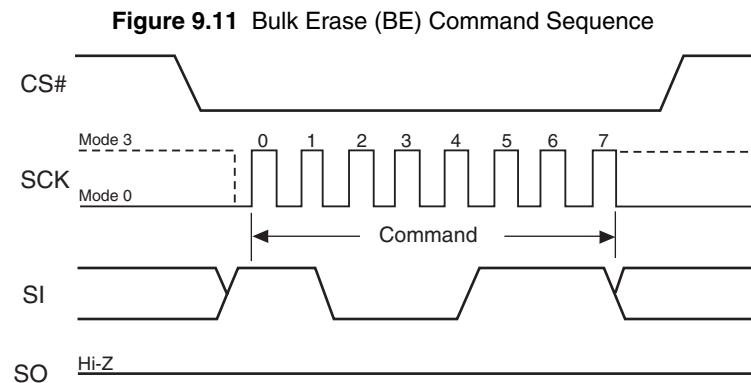 Figure 9.11 Bulk Erase (BE) Command Sequence
CS#
Mode 3
0 1 2 3 4 5 6 7
SCK
Mode 0
Command
SI
Hi-Z
SO